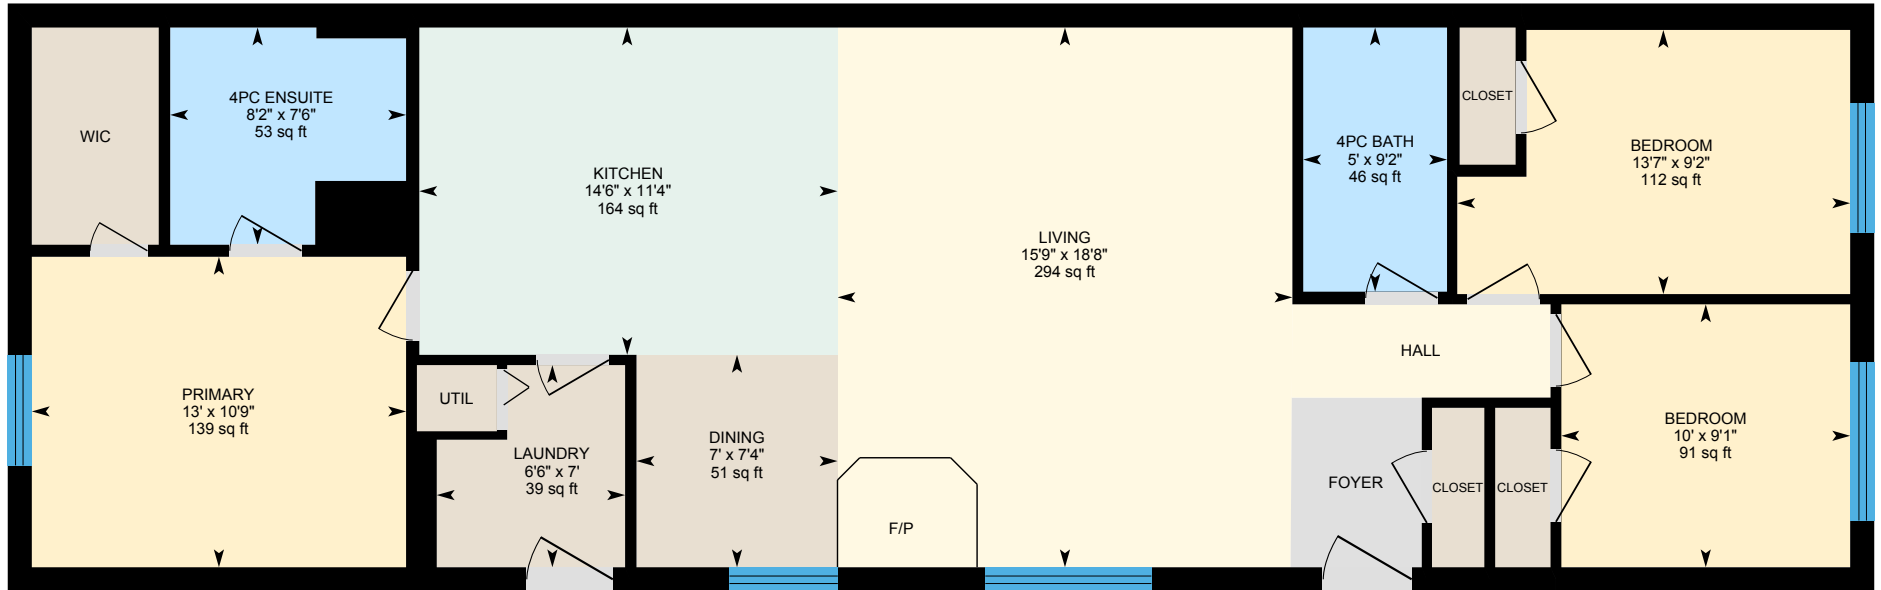 WIC
4PC ENSUITE
8'2" x 7'6"
53 sq ft
KITCHEN
14'6" x 11'4"
164 sq ft
LIVING
15'9" x 18'8"
294 sq ft
4PC BATH
5' x 9'2"
46 sq ft
CLOSET
BEDROOM
13'7" x 9'2"
112 sq ft
PRIMARY
13' x 10'9"
139 sq ft
UTIL
LAUNDRY
6'6" x 7'
39 sq ft
DINING
7' x 7'4"
51 sq ft
F/P
HALL
FOYER
CLOSET
CLOSET
BEDROOM
10' x 9'1"
91 sq ft